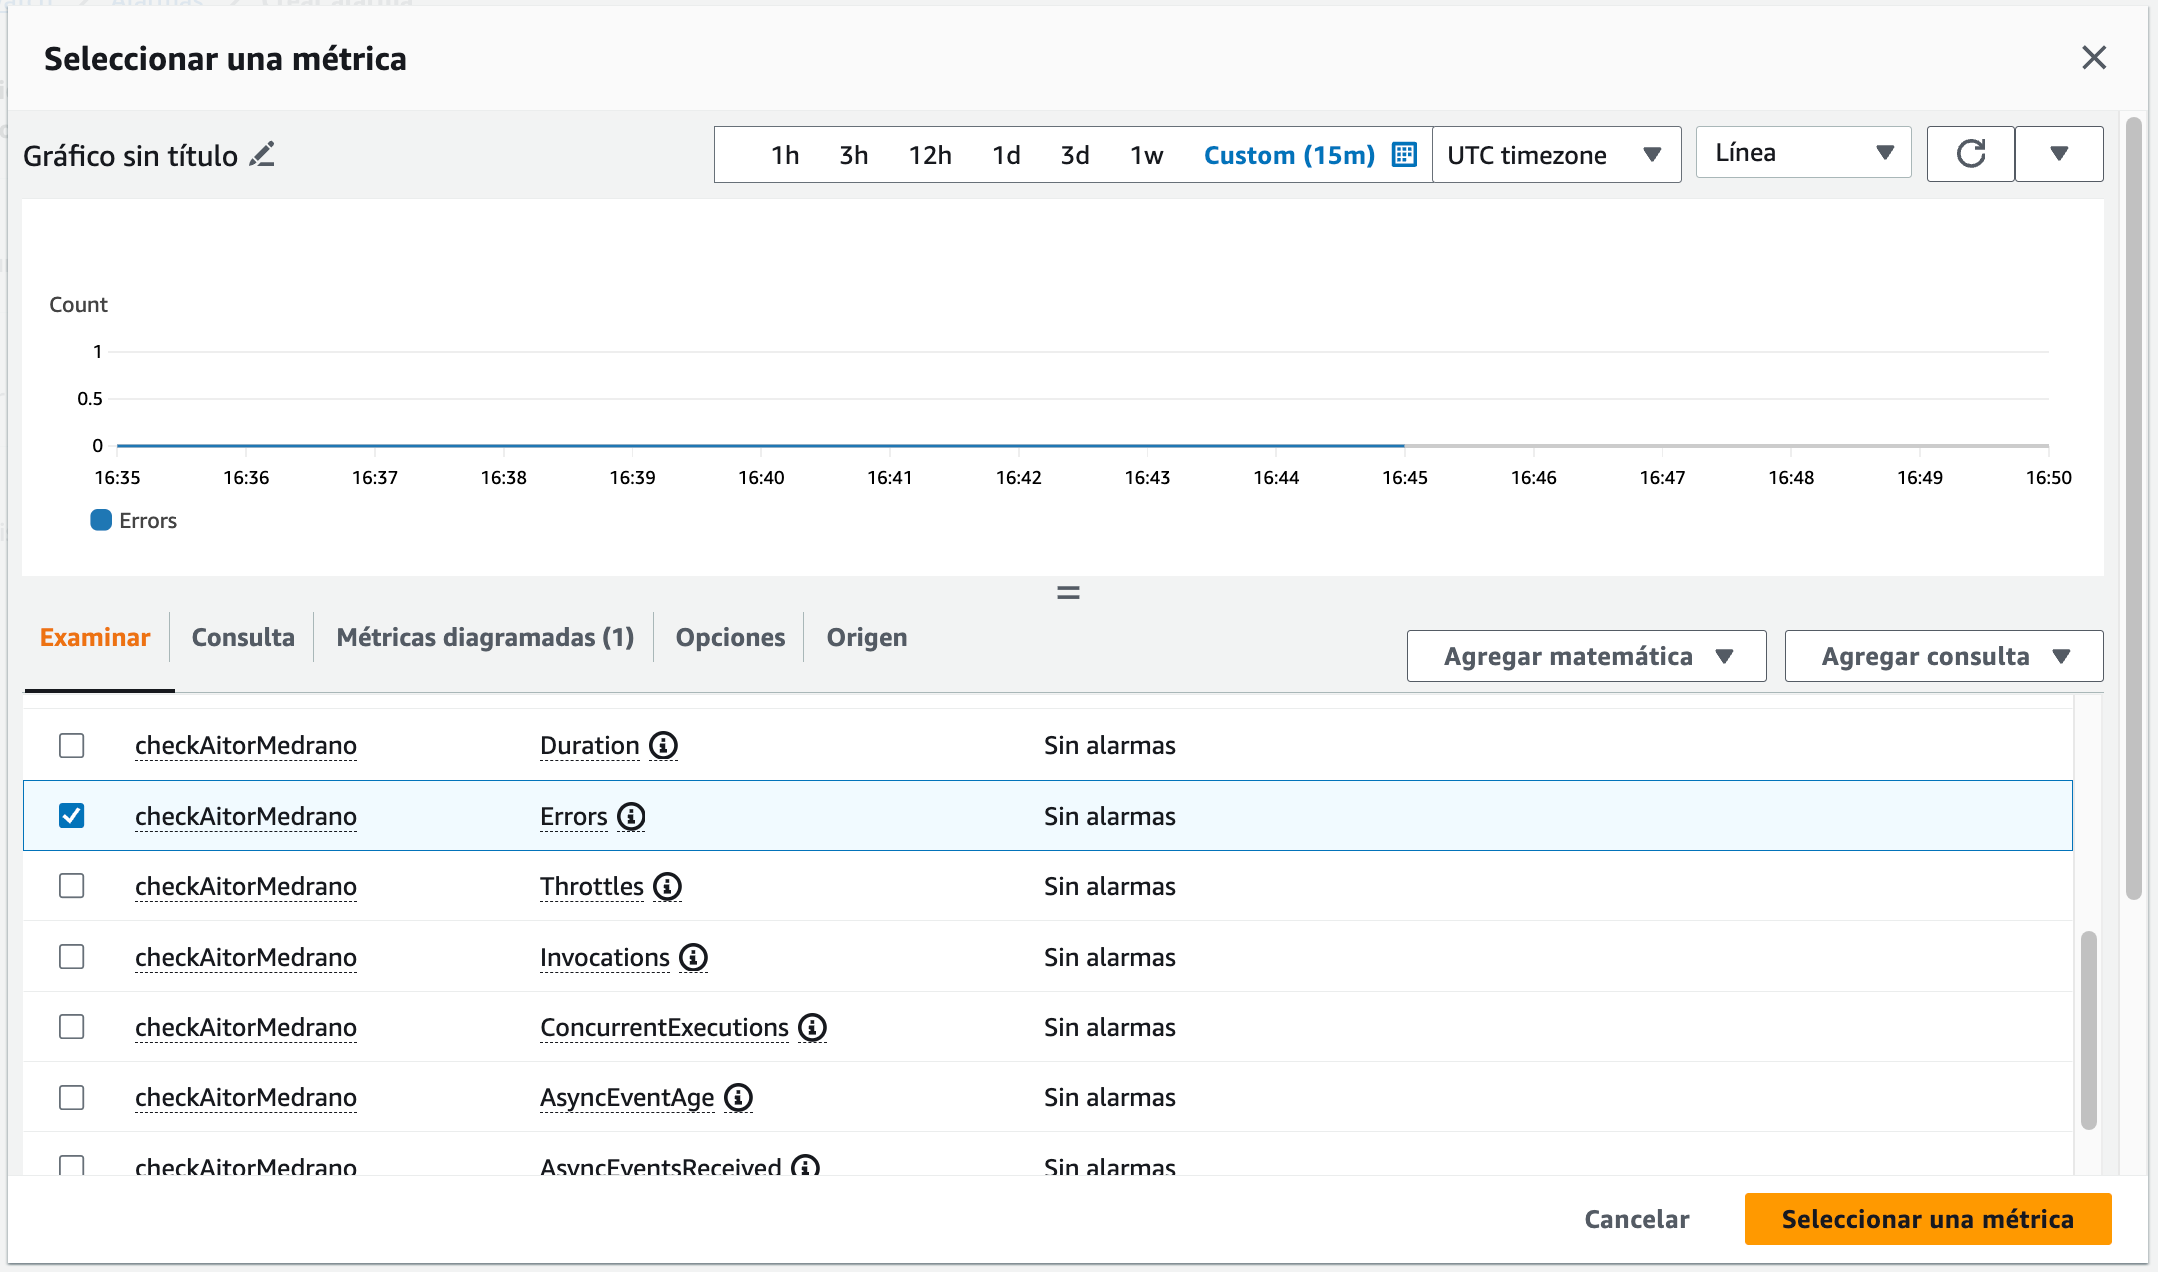 Seleccionar una métrica
Gráfico sin título
1h 3h 12h 1d 3d 1w Custom (15m) UTC timezone Línea
Count
1
0.5
0
16:35 16:36 16:37 16:38 16:39 16:40 16:41 16:42 16:43 16:44 16:45 16:46 16:47 16:48 16:49 16:50
Errors
Examinar Consulta Métricas diagramadas (1) Opciones Origen
Agregar matemática Agregar consulta
checkAitorMedrano Duration Sin alarmas
checkAitorMedrano Errors Sin alarmas
checkAitorMedrano Throttles Sin alarmas
checkAitorMedrano Invocations Sin alarmas
checkAitorMedrano ConcurrentExecutions Sin alarmas
checkAitorMedrano AsyncEventAge Sin alarmas
checkAitorMedrano AsyncEventsReceived Sin alarmas
Cancelar Seleccionar una métrica